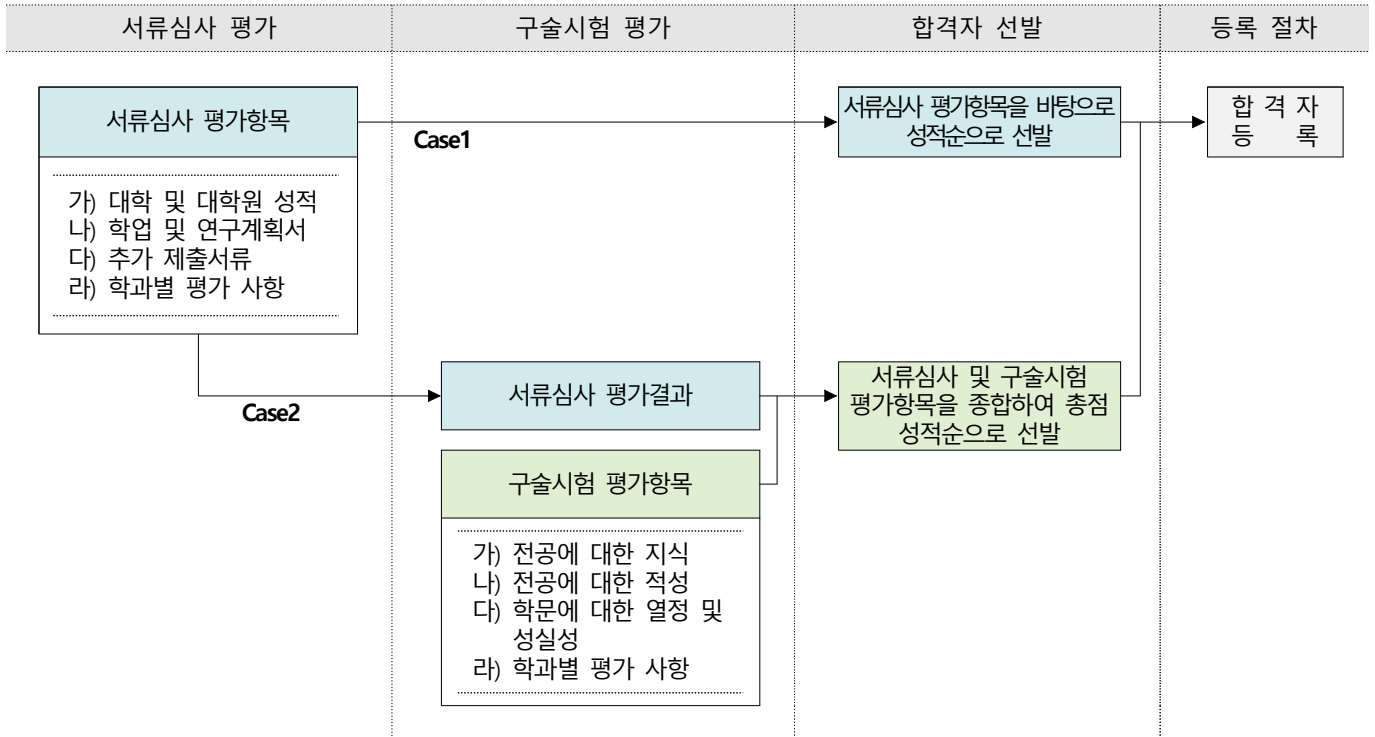 서류심사 평가
구술시험 평가
합격자 선발
등록 절차
서류심사 평가항목
가) 대학 및 대학원 성적
나) 학업 및 연구계획서
다) 추가 제출서류
라) 학과별 평가 사항
Case1
서류심사 평가항목을 바탕으로
성적순으로 선발
합 격 자
등 록
Case2
서류심사 평가결과
서류심사 및 구술시험
평가항목을 종합하여 총점
성적순으로 선발
구술시험 평가항목
가) 전공에 대한 지식
나) 전공에 대한 적성
다) 학문에 대한 열정 및
성실성
라) 학과별 평가 사항